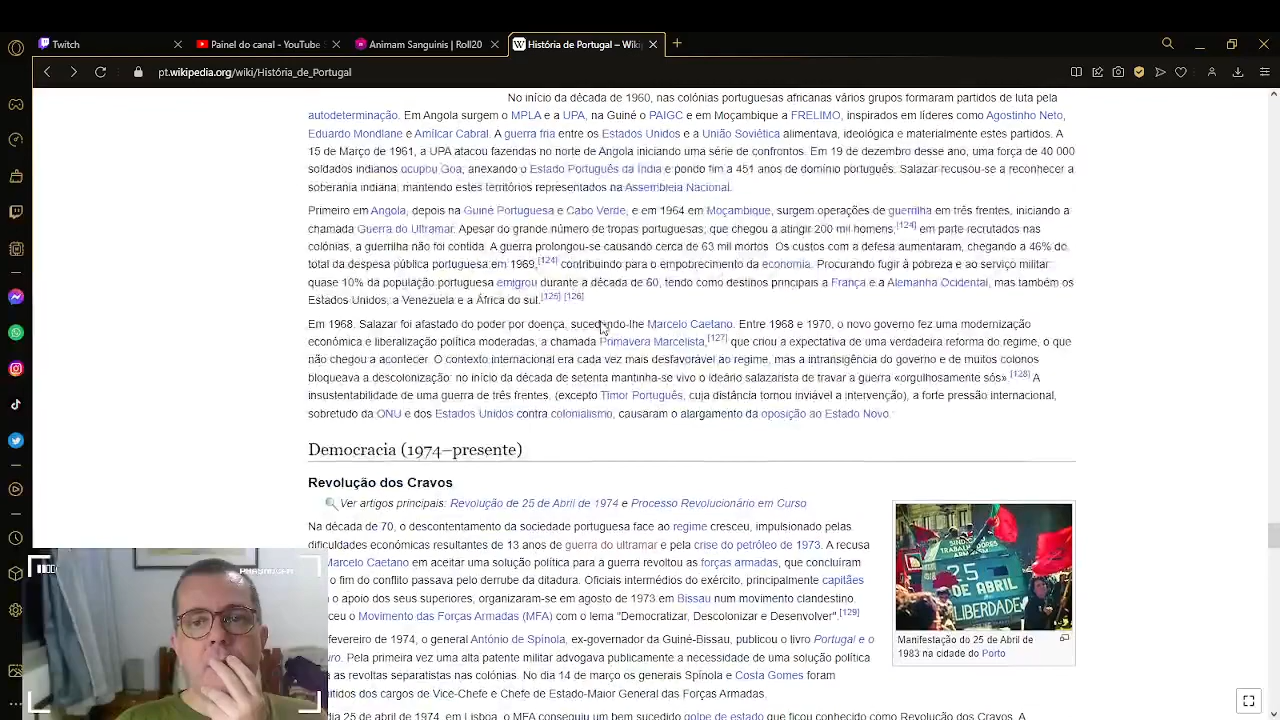 Twitch
Painel do canal - YouTube
Animam Sanguinis | Roll20
História de Portugal – Wiki
pt.wikipedia.org/wiki/História_de_Portugal
No início da década de 1960, nas colónias portuguesas africanas vários grupos formaram partidos de luta pela
autodeterminação. Em Angola surgem o MPLA e a UPA, na Guiné o PAIGC e em Moçambique a FRELIMO, inspirados em líderes como Agostinho Neto,
Eduardo Mondlane e Amílcar Cabral. A guerra fria entre os Estados Unidos e a União Soviética alimentava, ideológica e materialmente estes partidos. A
15 de Março de 1961, a UPA atacou fazendas no norte de Angola iniciando uma série de confrontos. Em 19 de dezembro desse ano, uma força de 40 000
soldados indianos ocupou Goa, anexando o Estado Português da Índia e pondo fim a 451 anos de domínio português. Salazar recusou-se a reconhecer a
soberania indiana, mantendo estes territórios representados na Assembleia Nacional.
Primeiro em Angola, depois na Guiné Portuguesa e Cabo Verde, e em 1964 em Moçambique, surgem operações de guerrilha em três frentes, iniciando a
chamada Guerra do Ultramar. Apesar do grande número de tropas portuguesas, que chegou a atingir 200 mil homens,[124] em parte recrutados nas
colónias, a guerrilha não foi contida. A guerra prolongou-se causando cerca de 63 mil mortos. Os custos com a defesa aumentaram, chegando a 46% do
total da despesa pública portuguesa em 1969,[124] contribuindo para o empobrecimento da economia. Procurando fugir à pobreza e ao serviço militar
quase 10% da população portuguesa emigrou durante a década de 60, tendo como destinos principais a França e a Alemanha Ocidental, mas também os
Estados Unidos, a Venezuela e a África do sul.[125] [126]
Em 1968, Salazar foi afastado do poder por doença, sucedendo-lhe Marcelo Caetano. Entre 1968 e 1970, o novo governo fez uma modernização
económica e liberalização política moderadas, a chamada Primavera Marcelista,[127] que criou a expectativa de uma verdadeira reforma do regime, o que
não chegou a acontecer. O contexto internacional era cada vez mais desfavorável ao regime, mas a intransigência do governo e de muitos colonos
bloqueava a descolonização: no início da década de setenta mantinha-se vivo o ideário salazarista de travar a guerra «orgulhosamente sós».[128] A
insustentabilidade de uma guerra de três frentes, (excepto Timor Português, cuja distância tornou inviável a intervenção), a forte pressão internacional,
sobretudo da ONU e dos Estados Unidos contra colonialismo, causaram o alargamento da oposição ao Estado Novo.
Democracia (1974–presente)
Revolução dos Cravos
Ver artigos principais: Revolução de 25 de Abril de 1974 e Processo Revolucionário em Curso
Na década de 70, o descontentamento da sociedade portuguesa face ao regime cresceu, impulsionado pelas
dificuldades económicas resultantes de 13 anos de guerra do ultramar e pela crise do petróleo de 1973. A recusa
Marcelo Caetano em aceitar uma solução política para a guerra revoltou as forças armadas, que concluíram
o fim do conflito passava pelo derrube da ditadura. Oficiais intermédios do exército, principalmente capitães
o apoio dos seus superiores, organizaram-se em agosto de 1973 em Bissau num movimento clandestino.
ceu o Movimento das Forças Armadas (MFA) com o lema "Democratizar, Descolonizar e Desenvolver".[129]
fevereiro de 1974, o general António de Spínola, ex-governador da Guiné-Bissau, publicou o livro Portugal e o
uro. Pela primeira vez uma alta patente militar advogava publicamente a necessidade de uma solução política
as revoltas separatistas nas colónias. No dia 14 de março os generais Spínola e Costa Gomes foram
itidos dos cargos de Vice-Chefe e Chefe de Estado-Maior General das Forças Armadas.
dia 25 de abril de 1974, em Lisboa, o MFA conseguiu um bem sucedido golpe de estado que ficou conhecido como Revolução dos Cravos. A
TRABALHADORES
25
DE ABRIL
LIBERDADE
Manifestação do 25 de Abril de
1983 na cidade do Porto